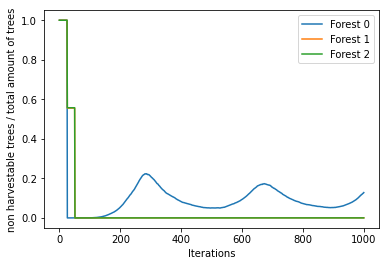 non harvestable trees / total amount of trees
1.0
0.8
0.6
0.4
0.2
0.0
0
200
400
600
800
1000
Iterations
Forest 0
Forest 1
Forest 2